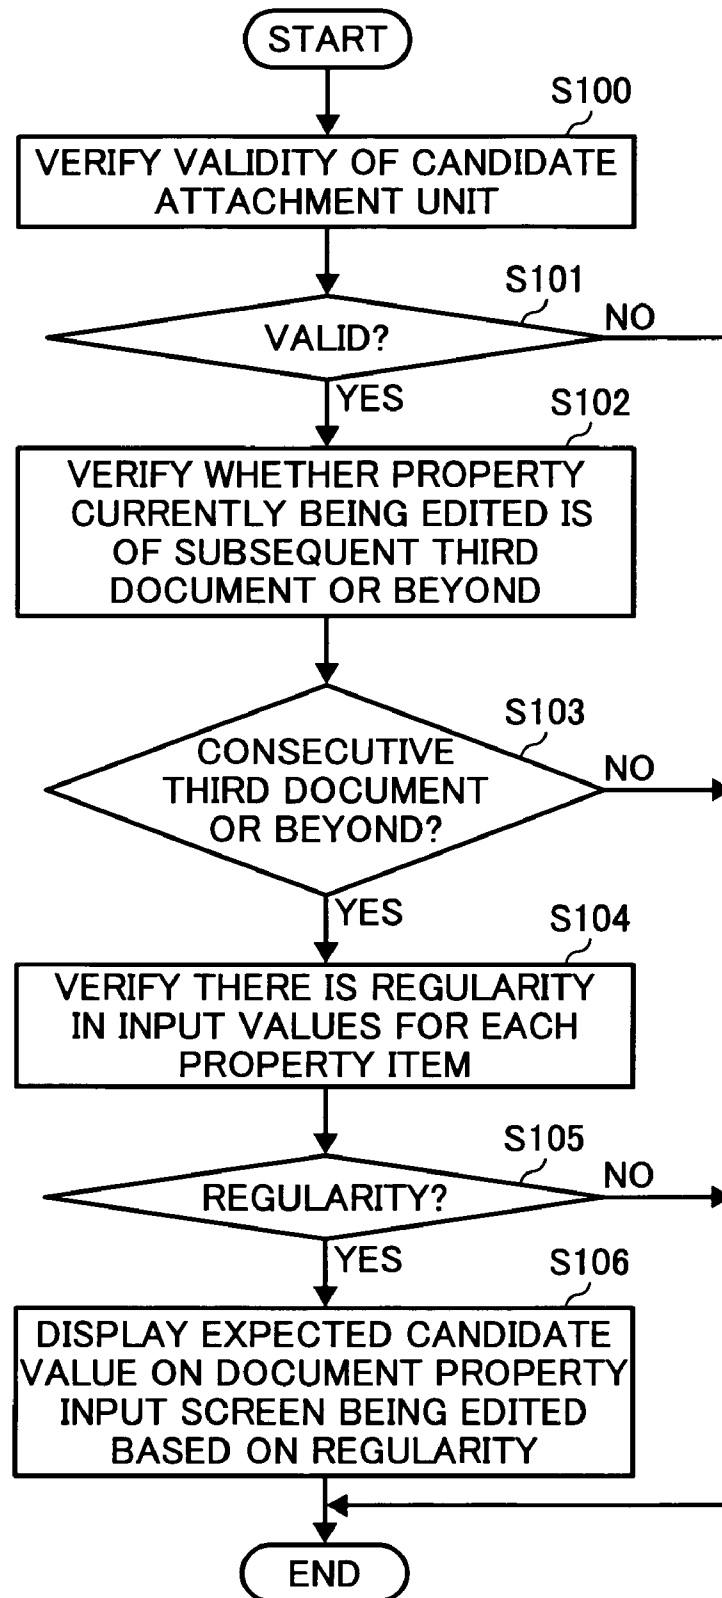 START
S100
VERIFY VALIDITY OF CANDIDATE
ATTACHMENT UNIT
S101
VALID?
NO
YES
S102
VERIFY WHETHER PROPERTY
CURRENTLY BEING EDITED IS
OF SUBSEQUENT THIRD
DOCUMENT OR BEYOND
S103
CONSECUTIVE
THIRD DOCUMENT
OR BEYOND?
NO
YES
S104
VERIFY THERE IS REGULARITY
IN INPUT VALUES FOR EACH
PROPERTY ITEM
S105
REGULARITY?
NO
YES
S106
DISPLAY EXPECTED CANDIDATE
VALUE ON DOCUMENT PROPERTY
INPUT SCREEN BEING EDITED
BASED ON REGULARITY
END